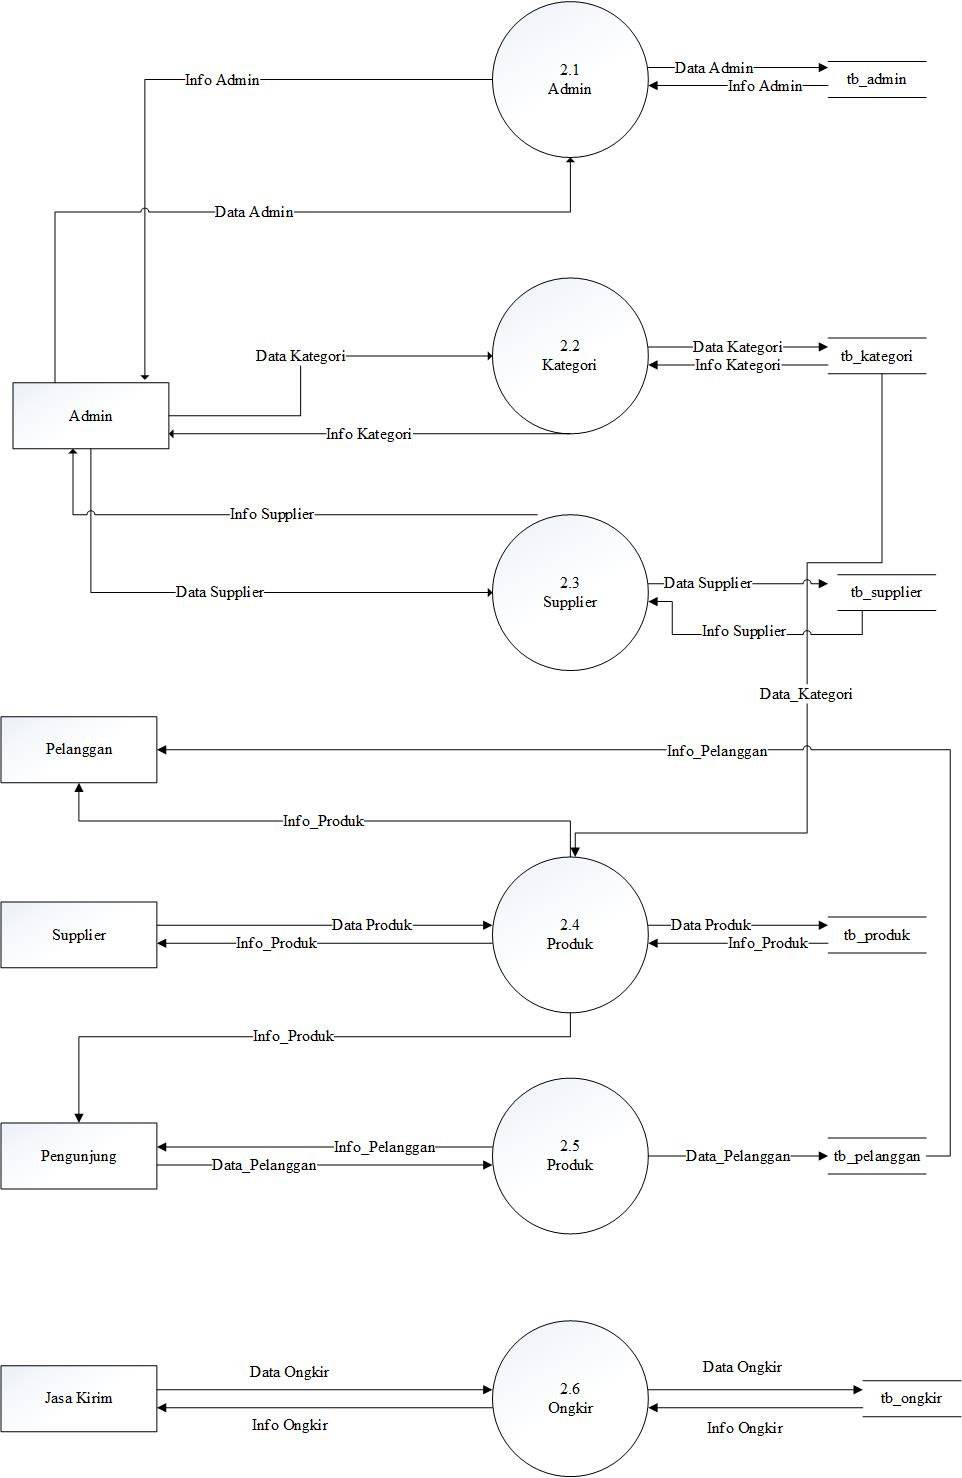 2.1
Admin
Info Admin
Data Admin
Info Admin
tb_admin
Data Admin
2.2
Kategori
Data Kategori
Data Kategori
Info Kategori
tb_kategori
Admin
Info Kategori
Info Supplier
2.3
Supplier
Data Supplier
Data Supplier
tb_supplier
Info Supplier
Data_Kategori
Pelanggan
Info_Pelanggan
Info_Produk
Supplier
Data Produk
Info_Produk
2.4
Produk
Data Produk
Info_Produk
tb_produk
Info_Produk
Pengunjung
Info_Pelanggan
Data_Pelanggan
2.5
Produk
Data_Pelanggan
tb_pelanggan
Jasa Kirim
Data Ongkir
Info Ongkir
2.6
Ongkir
Data Ongkir
Info Ongkir
tb_ongkir